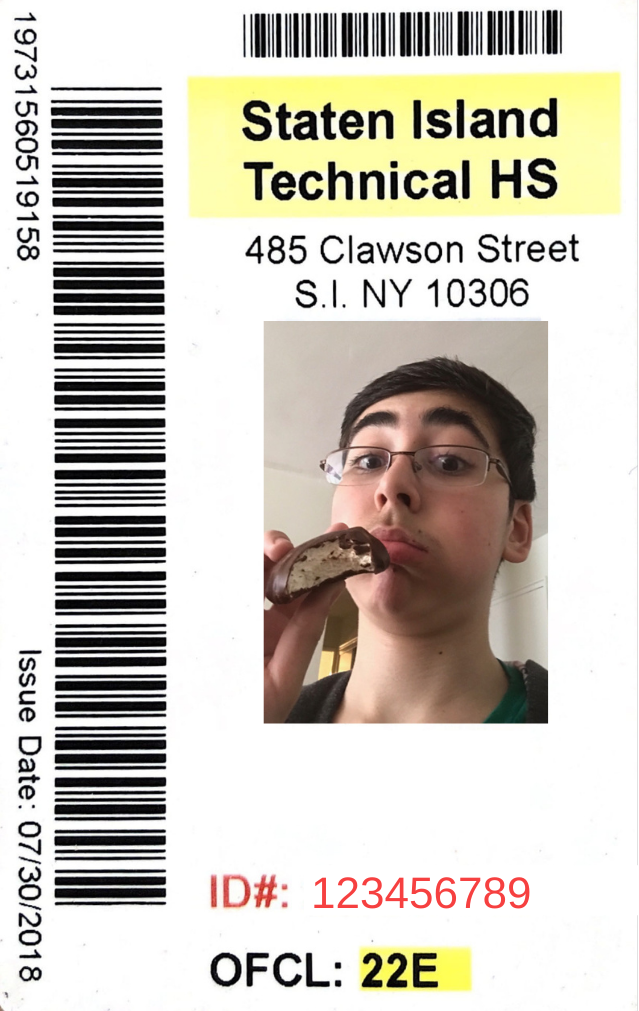 Staten Island
Technical HS
485 Clawson Street
S.I. NY 10306
ID#: 123456789
OFCL: 22E
19731560519158
Issue Date: 07/30/2018